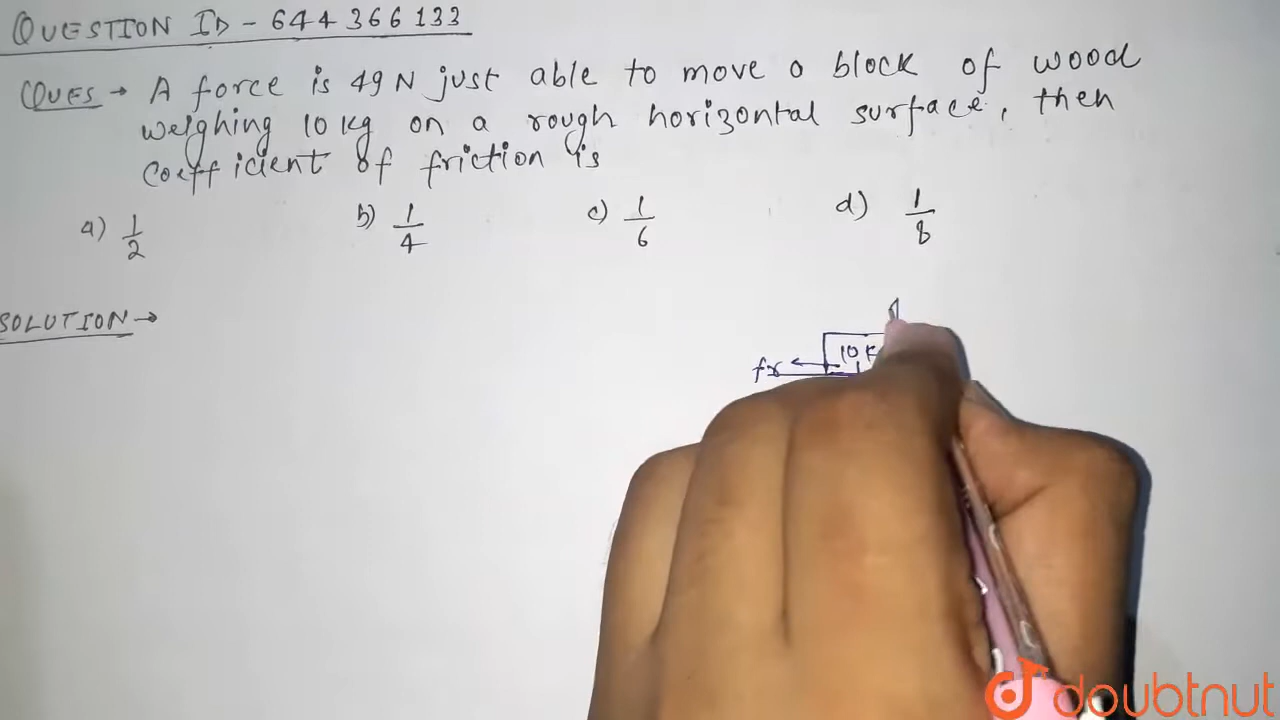 QUESTION ID - 644366133
QUES → A force is 49 N just able to move a block of wood
weighing 10 kg on a rough horizontal surface, then
coefficient of friction is
a) 1/2 b) 1/4 c) 1/6 d) 1/8
SOLUTION →
10 K
fr
doubtnut